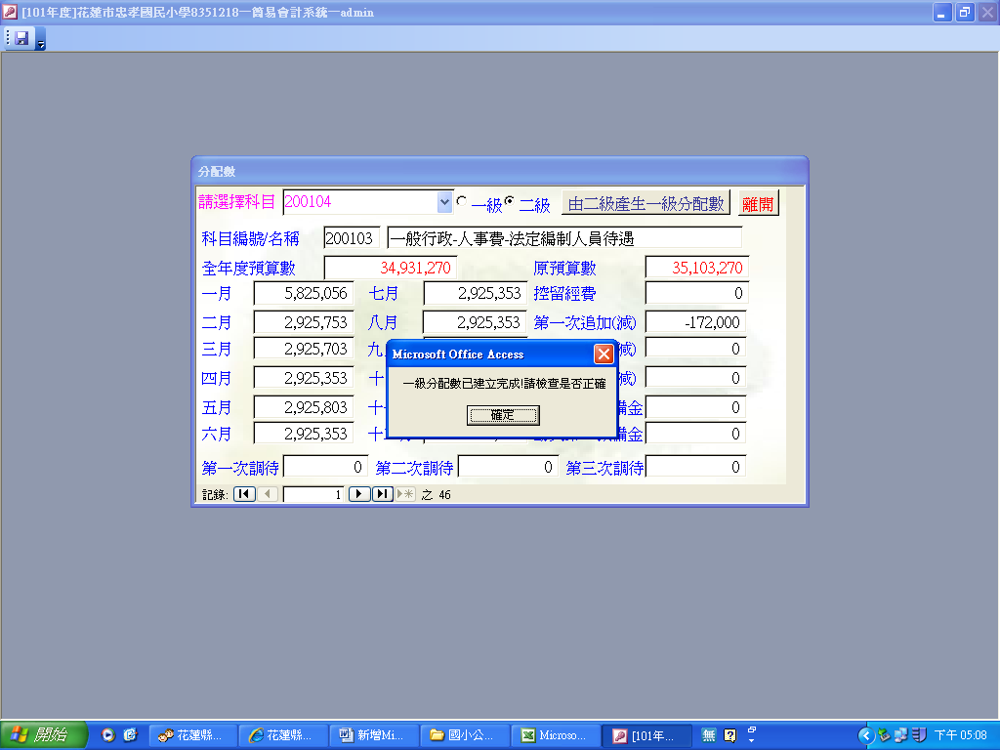 [101年度]花蓮市忠孝國民小學8351218一簡易會計系統一admin
分配數
請選擇科目 200104 一級 二級 由二級產生一級分配數 離開
科目編號/名稱 200103 一般行政-人事費-法定編制人員待遇
全年度預算數 34,931,270 原預算數 35,103,270
一月 5,825,056 七月 2,925,353 控留經費 0
二月 2,925,753 八月 2,925,353 第一次追加(減) -172,000
三月 2,925,703 九 減) 0
四月 2,925,353 十 減) 0
五月 2,925,803 十 備金 0
六月 2,925,353 十 備金 0
Microsoft Office Access
一級分配數已建立完成!請檢查是否正確
確定
第一次調待 0 第二次調待 0 第三次調待 0
記錄: 1 之 46
開始 花蓮縣... 花蓮縣... 新增Mi... 國小公... Microso... [101年... 無 下午 05:08